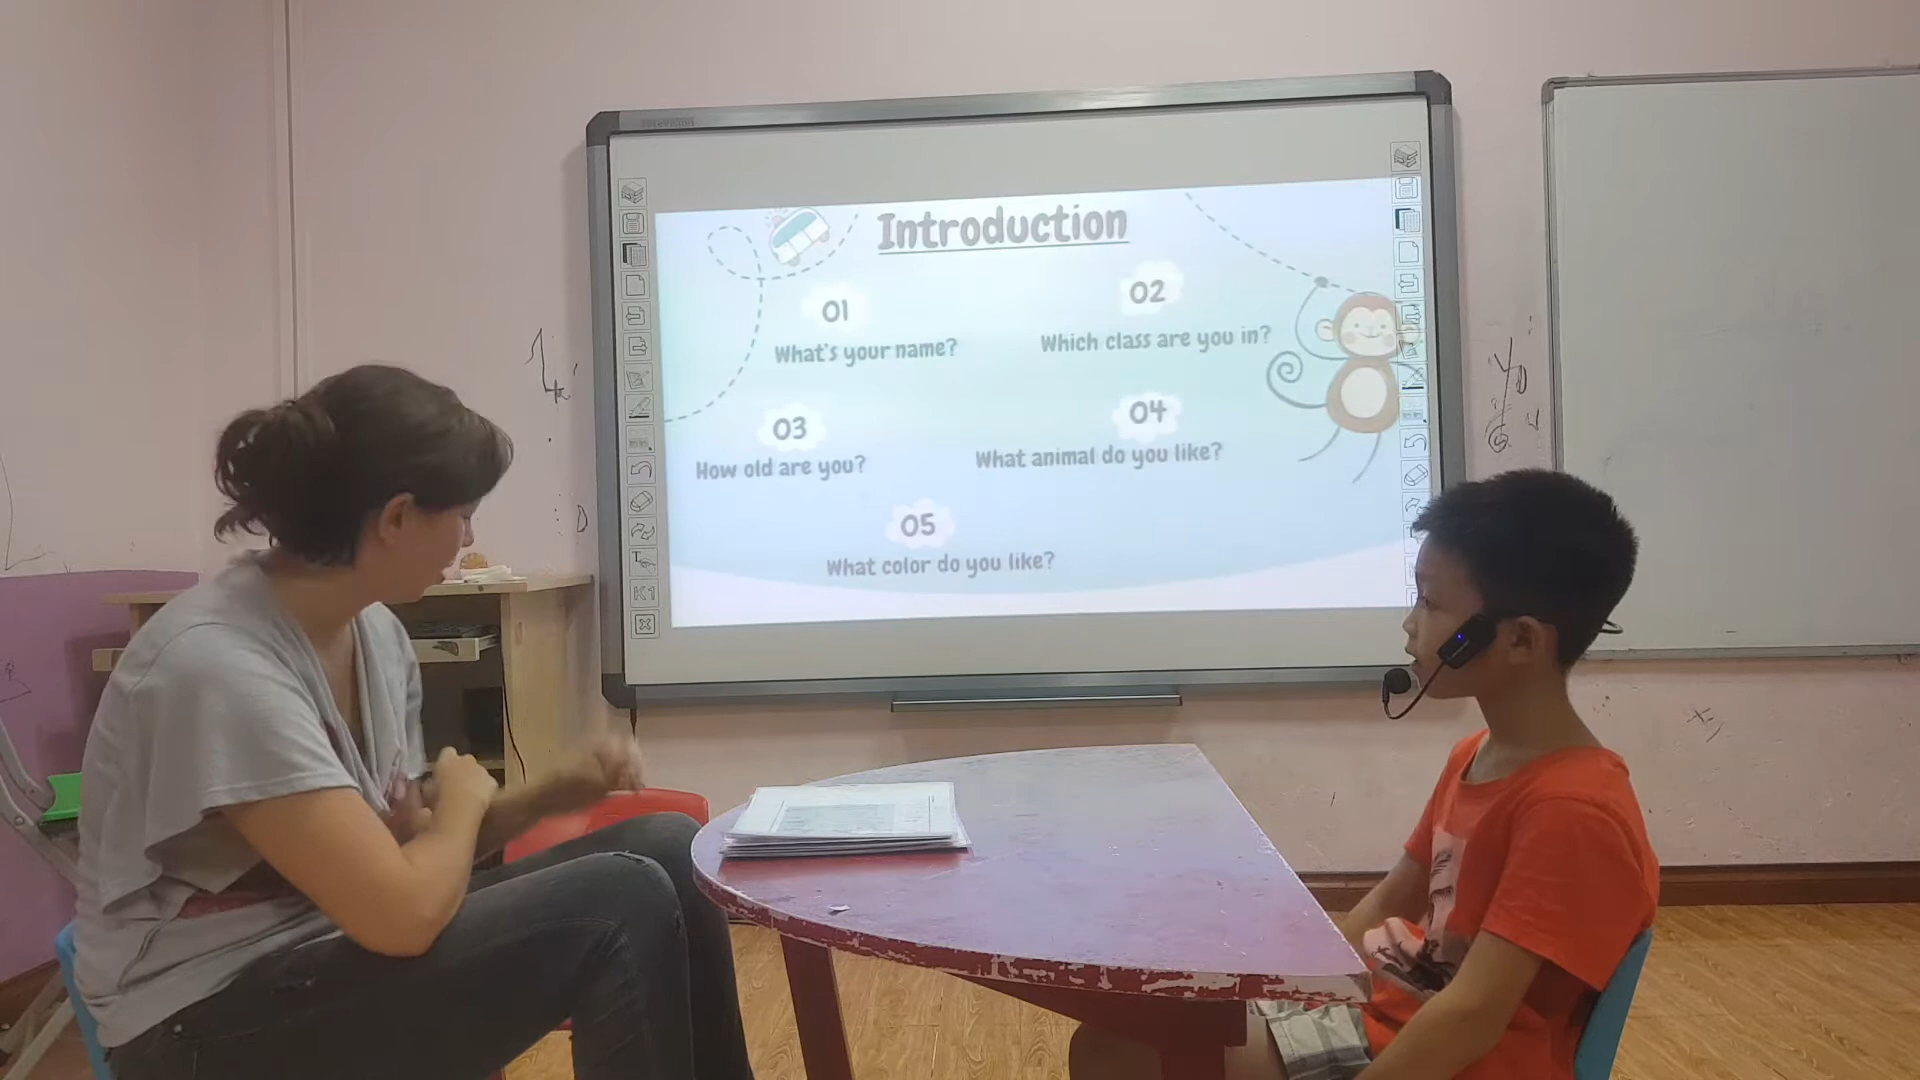 Introduction
01
02
What's your name?
Which class are you in?
03
04
How old are you?
What animal do you like?
05
What color do you like?
K1